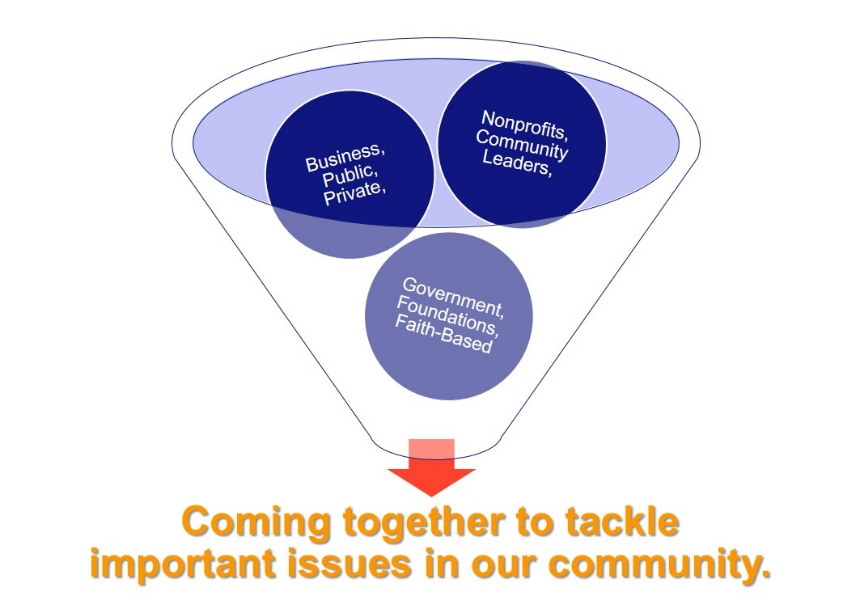 Business,
Public,
Private,
Nonprofits,
Community
Leaders,
Government,
Foundations,
Faith-Based
Coming together to tackle
important issues in our community.